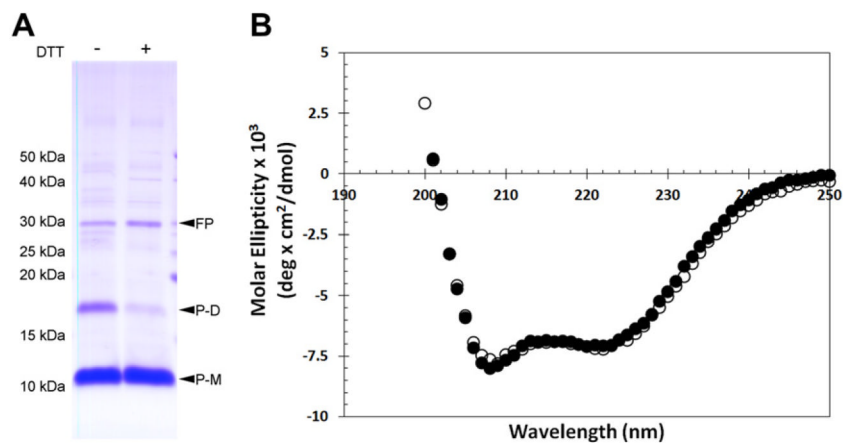 A
DTT - +
50 kDa
40 kDa
30 kDa
FP
25 kDa
20 kDa
P-D
15 kDa
10 kDa
P-M
B
Molar Ellipticity x 10³
(deg x cm²/dmol)
5
2.5
0
-2.5
-5
-7.5
-10
190 200 210 220 230 240 250
Wavelength (nm)